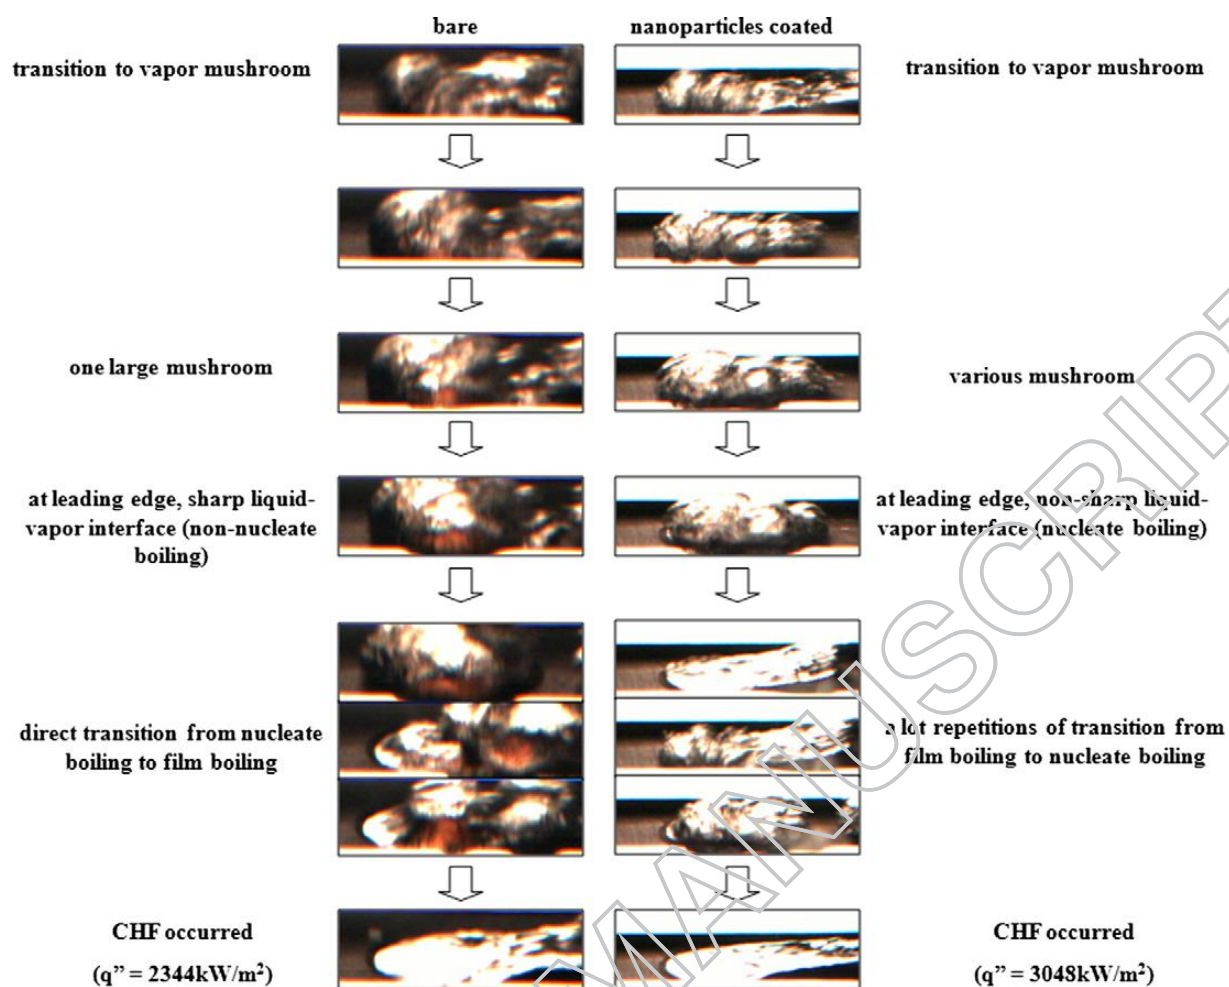 bare
nanoparticles coated
transition to vapor mushroom
transition to vapor mushroom
one large mushroom
various mushroom
at leading edge, sharp liquid-
vapor interface (non-nucleate
boiling)
at leading edge, non-sharp liquid-
vapor interface (nucleate boiling)
direct transition from nucleate
boiling to film boiling
a lot repetitions of transition from
film boiling to nucleate boiling
CHF occurred
(q” = 2344kW/m²)
CHF occurred
(q” = 3048kW/m²)
MANUSCRIPT